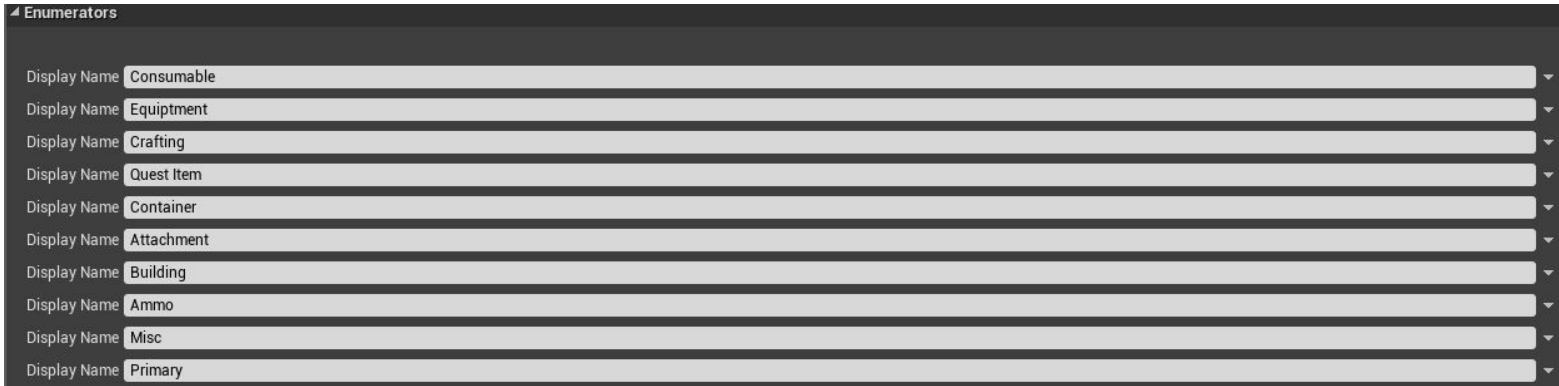 Enumerators
Display Name Consumable
Display Name Equiptment
Display Name Crafting
Display Name Quest Item
Display Name Container
Display Name Attachment
Display Name Building
Display Name Ammo
Display Name Misc
Display Name Primary